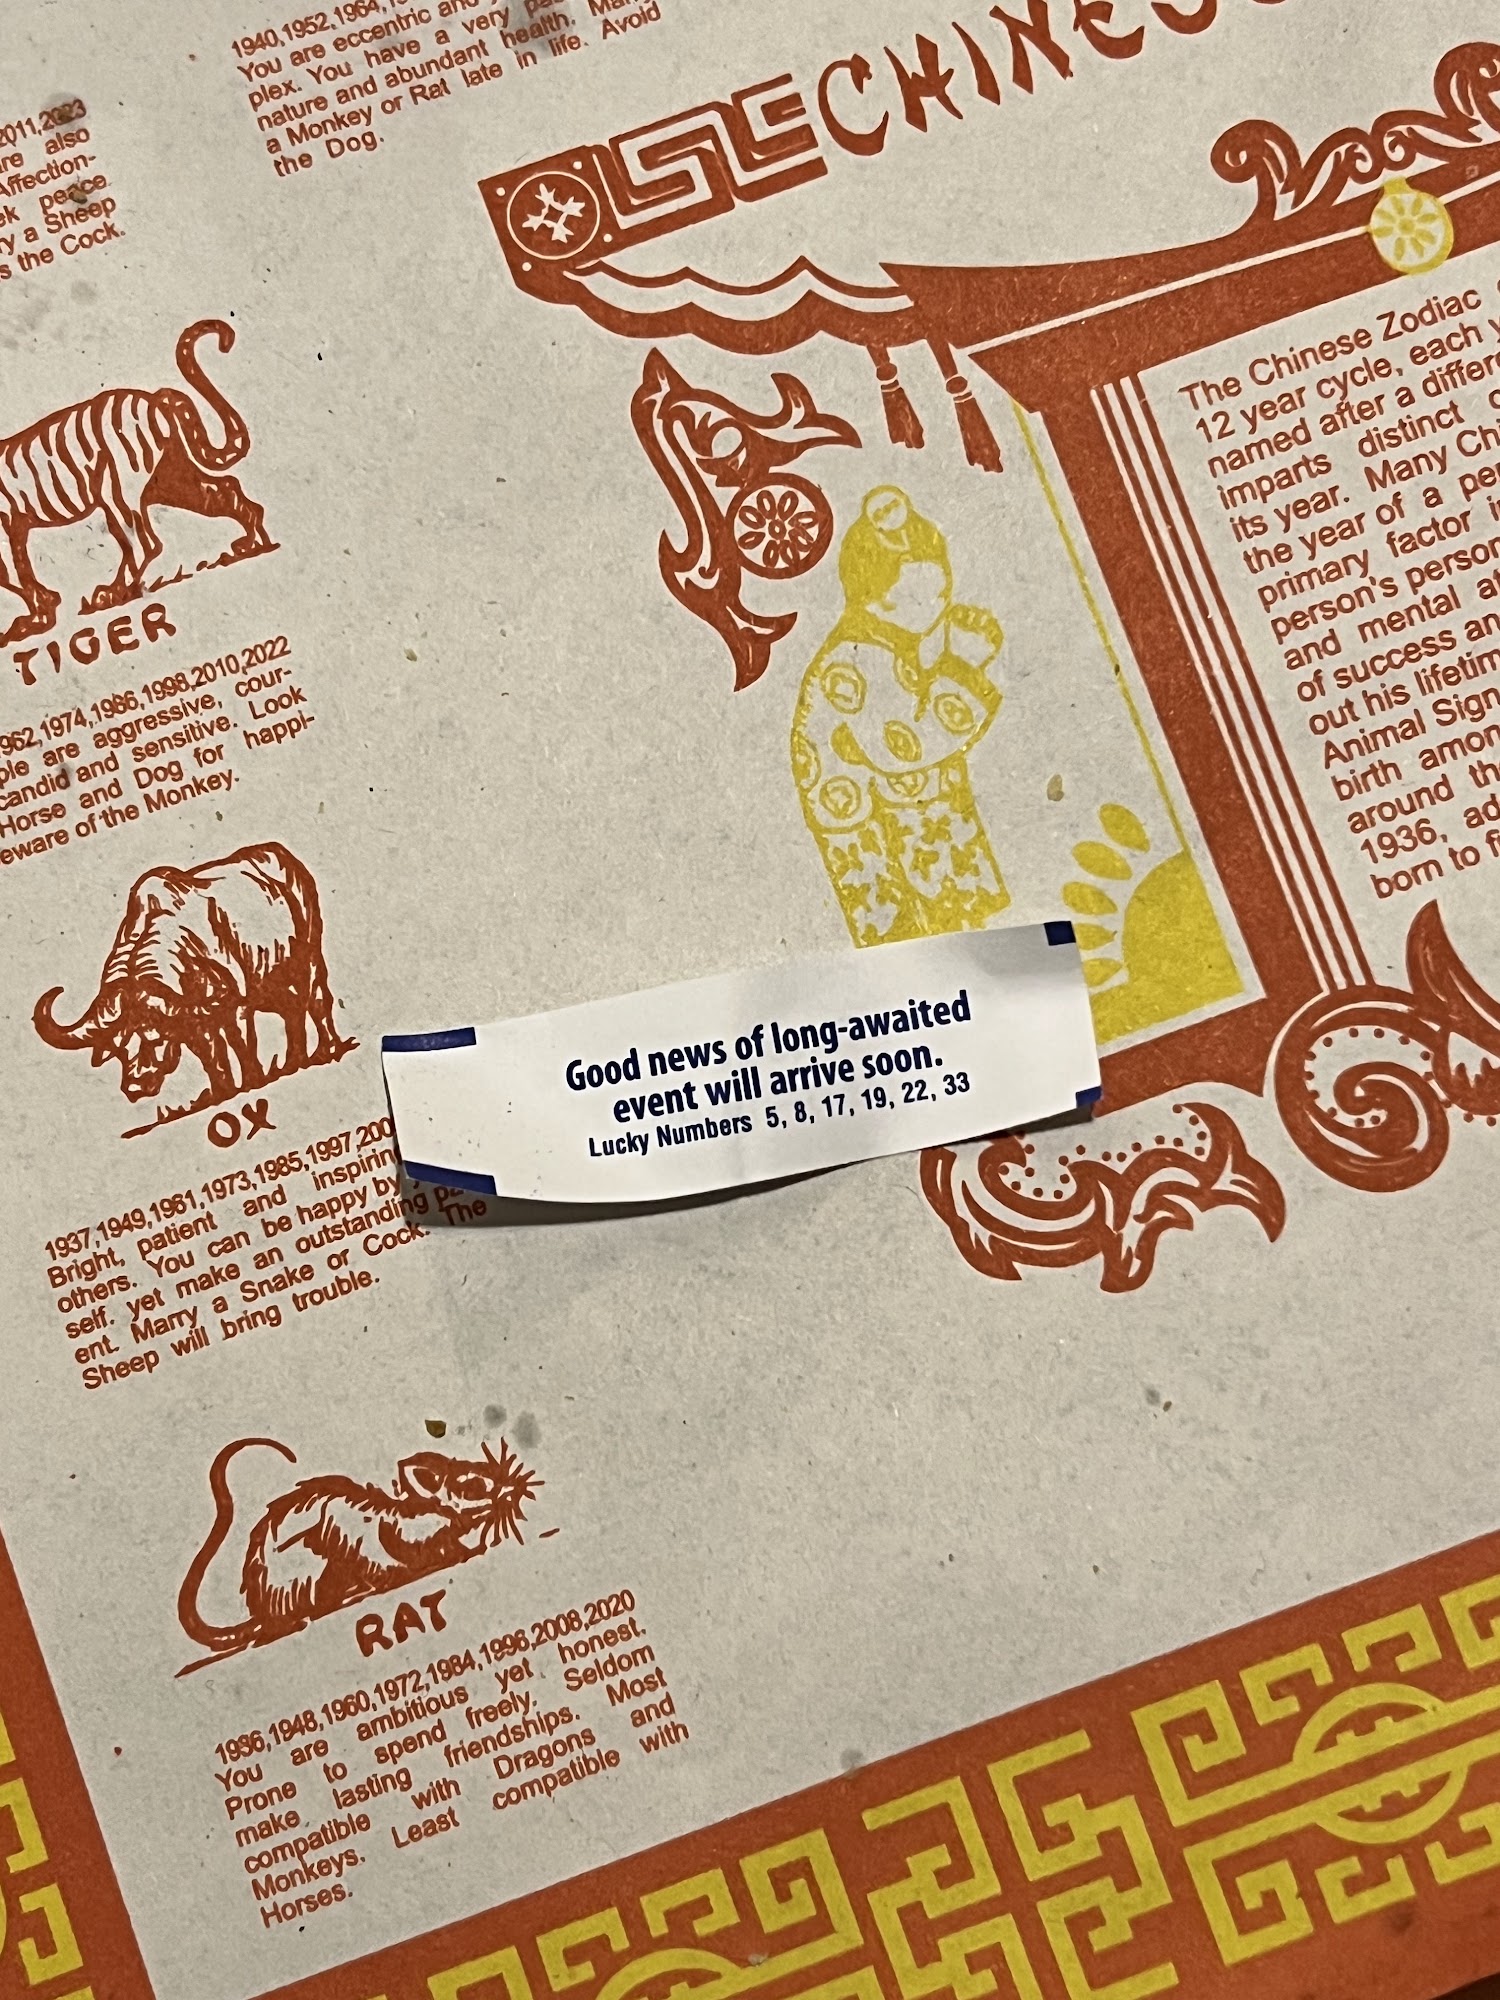 1940,1952,1964,
You are eccentric and
plex. You have a very
nature and abundant health.
a Monkey or Rat late in life. Avoid
the Dog.
CHINES
2011,2023
also
Affection-
peace
a Sheep
the Cock.
TIGER
1974,1986,1998,2010,2022
are aggressive, cour-
candid and sensitive. Look
Horse and Dog for happi-
of the Monkey.
OX
1937,1949,1961,1973,1985,1997,200
Bright, patient and inspirin
others. You can be happy by
self. yet make an outstanding
ent. Marry a Snake or Cock. The
Sheep will bring trouble.
RAT
1936,1948,1960,1972,1984,1996,2008,2020
You are ambitious yet honest.
Prone to spend freely. Seldom
make lasting friendships. Most
compatible with Dragons and
Monkeys. Least compatible with
Horses.
Good news of long-awaited
event will arrive soon.
Lucky Numbers 5, 8, 17, 19, 22, 33
The Chinese Zodiac
12 year cycle, each
named after a differ
imparts distinct
its year. Many Chi
the year of a per
primary factor i
person's person
and mental at
of success an
out his lifetim
Animal Sign
birth amon
around the
1936, ad
born to fi